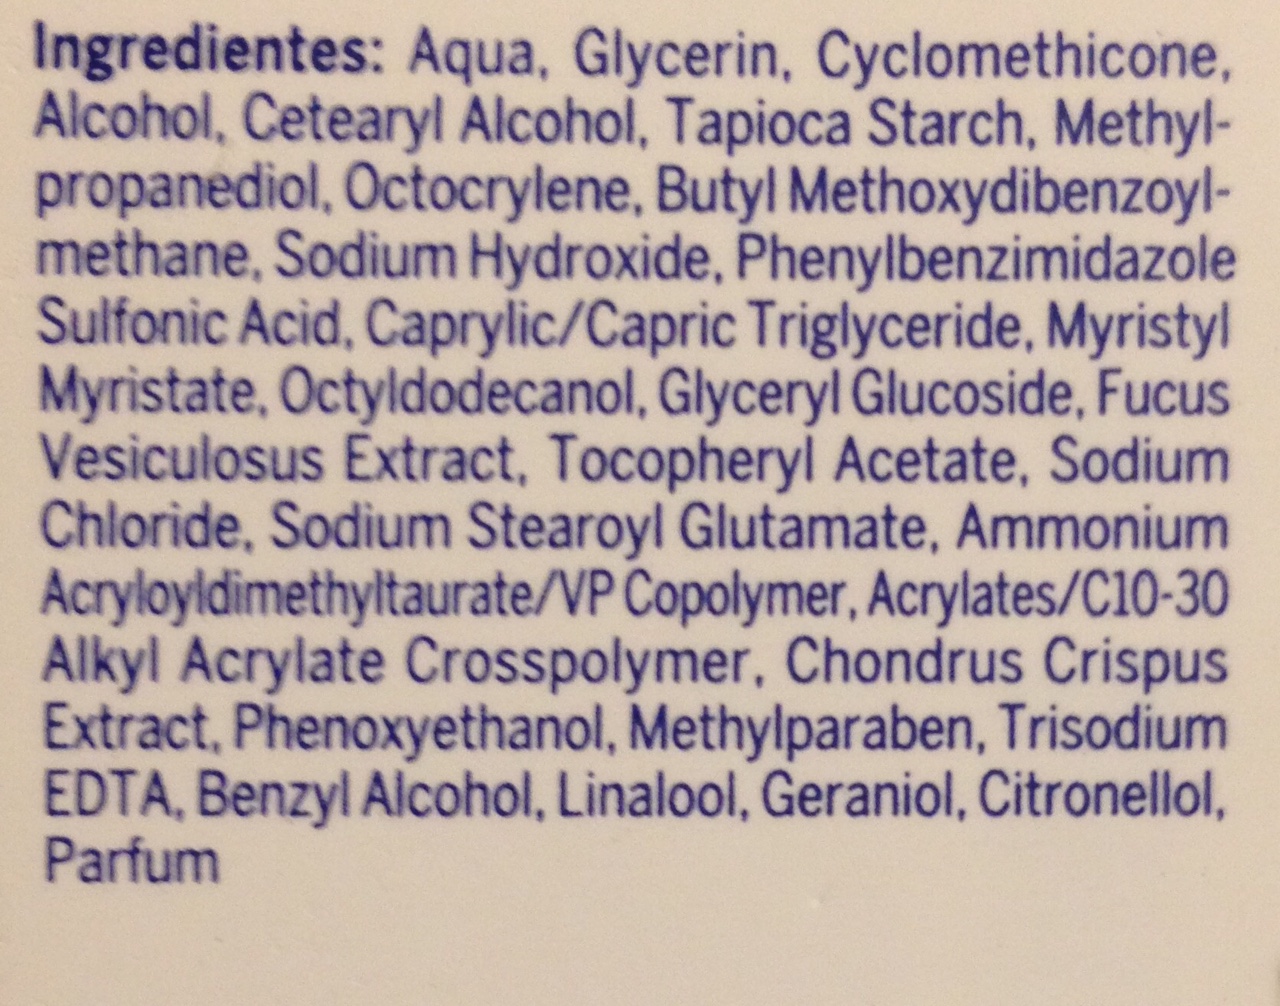 Ingredientes: Aqua, Glycerin, Cyclomethicone,
Alcohol, Cetearyl Alcohol, Tapioca Starch, Methyl-
propanediol, Octocrylene, Butyl Methoxydibenzoyl-
methane, Sodium Hydroxide, Phenylbenzimidazole
Sulfonic Acid, Caprylic/Capric Triglyceride, Myristyl
Myristate, Octyldodecanol, Glyceryl Glucoside, Fucus
Vesiculosus Extract, Tocopheryl Acetate, Sodium
Chloride, Sodium Stearoyl Glutamate, Ammonium
Acryloyldimethyltaurate/VP Copolymer, Acrylates/C10-30
Alkyl Acrylate Crosspolymer, Chondrus Crispus
Extract, Phenoxyethanol, Methylparaben, Trisodium
EDTA, Benzyl Alcohol, Linalool, Geraniol, Citronellol,
Parfum